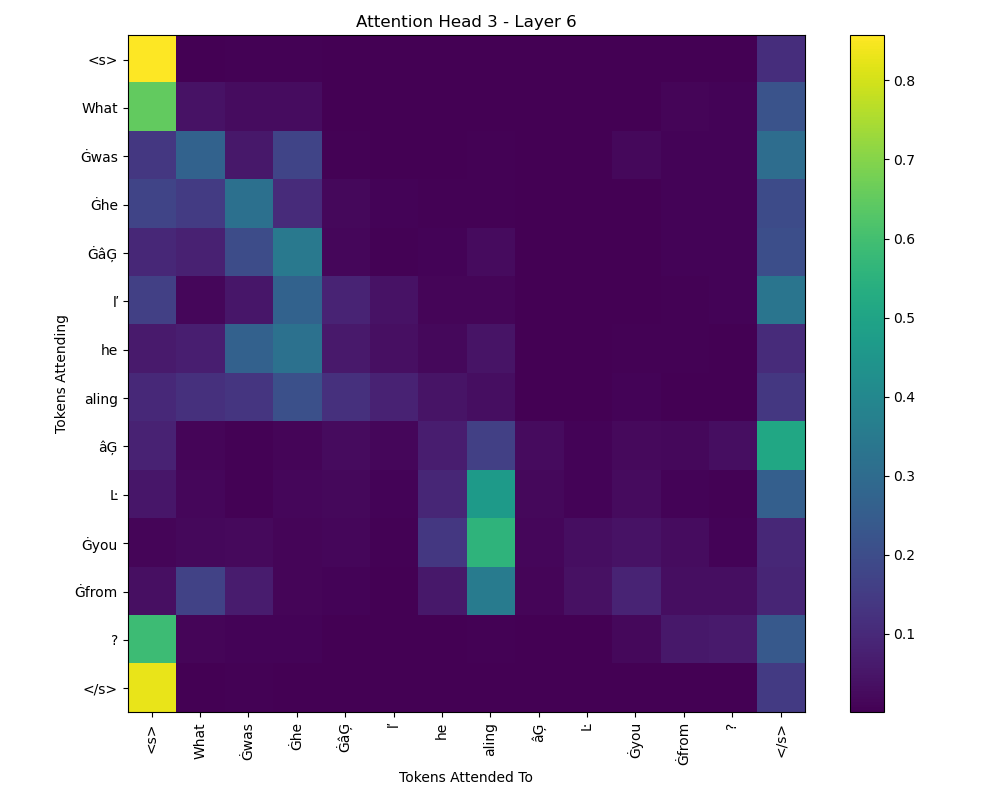 Attention Head 3 - Layer 6
Tokens Attending
<s>
What
Ġwas
Ġhe
ĠâĢ
ľ
he
aling
âĢ
Ŀ
Ġyou
Ġfrom
?
</s>
<s>
What
Ġwas
Ġhe
ĠâĢ
ľ
he
aling
âĢ
Ŀ
Ġyou
Ġfrom
?
</s>
Tokens Attended To
0.8
0.7
0.6
0.5
0.4
0.3
0.2
0.1